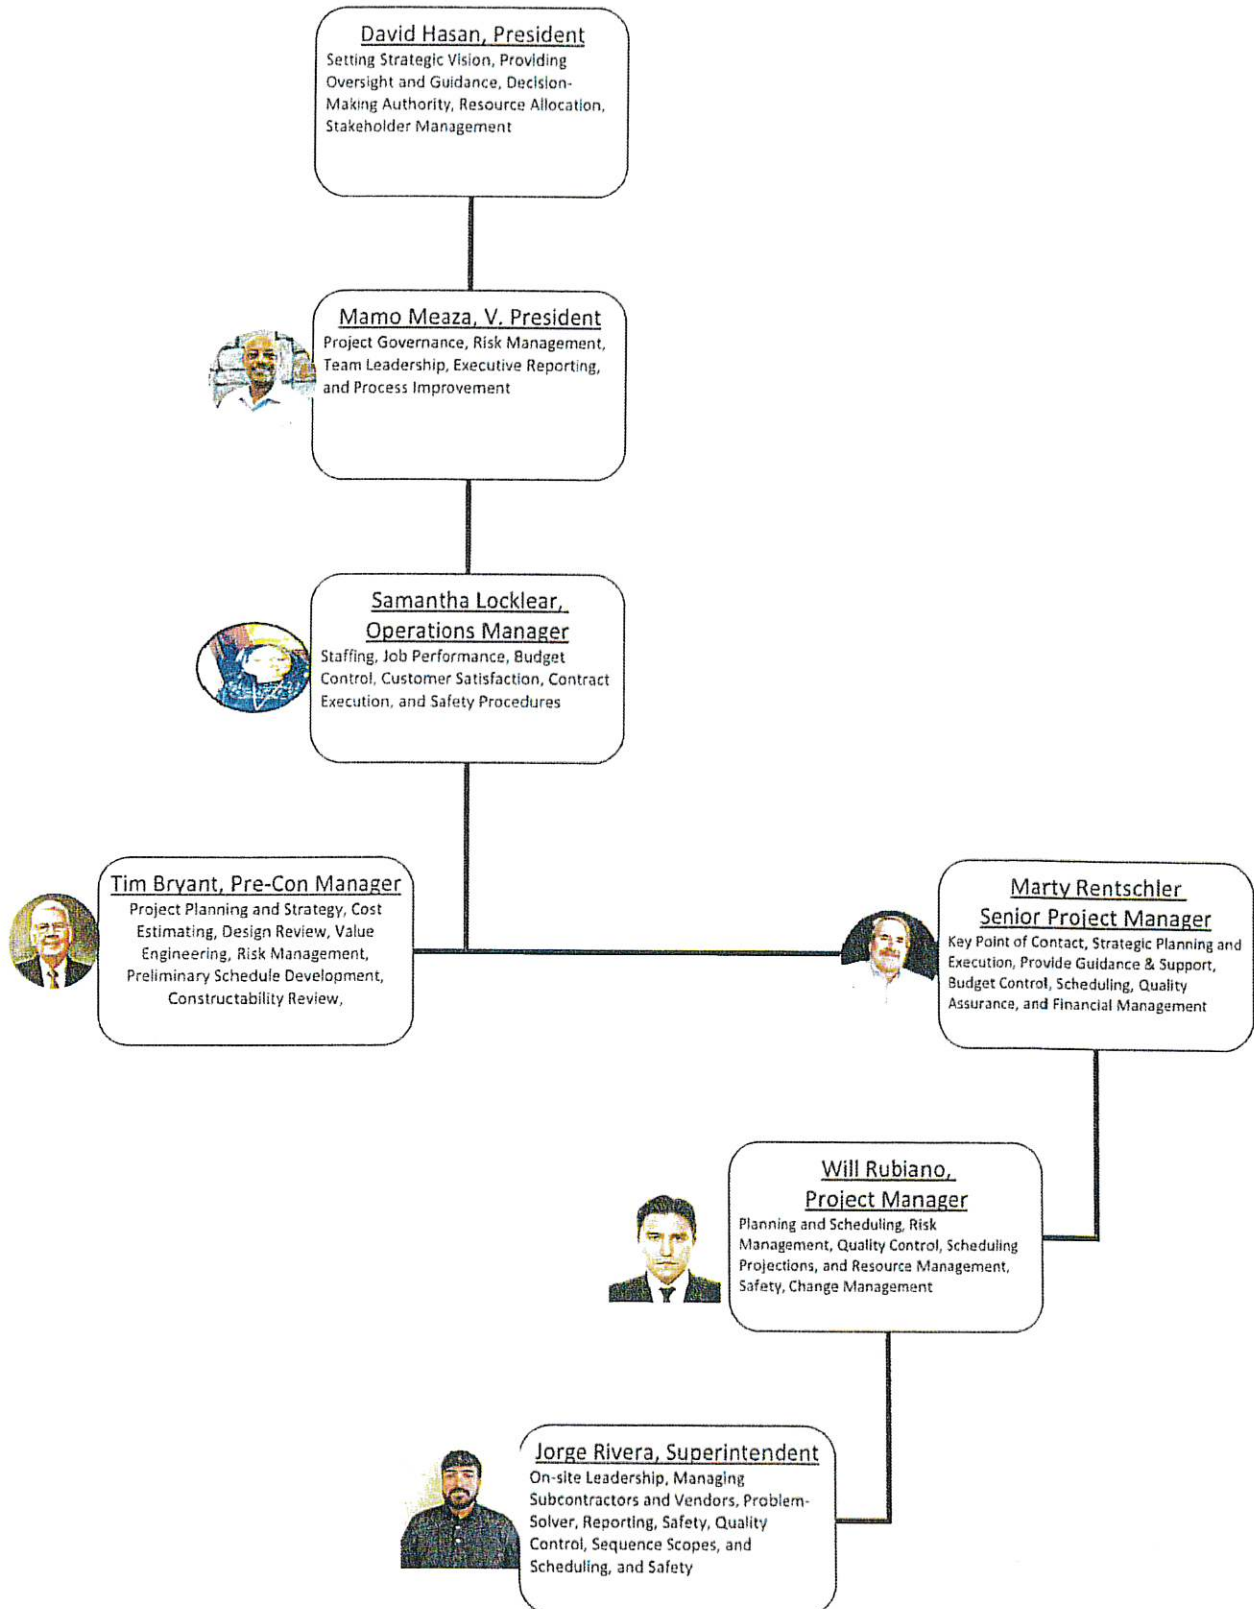 David Hasan, President
Setting Strategic Vision, Providing
Oversight and Guidance, Decision-
Making Authority, Resource Allocation,
Stakeholder Management
Mamo Meaza, V. President
Project Governance, Risk Management,
Team Leadership, Executive Reporting,
and Process Improvement
Samantha Locklear,
Operations Manager
Staffing, Job Performance, Budget
Control, Customer Satisfaction, Contract
Execution, and Safety Procedures
Tim Bryant, Pre-Con Manager
Project Planning and Strategy, Cost
Estimating, Design Review, Value
Engineering, Risk Management,
Preliminary Schedule Development,
Constructability Review,
Marty Rentschler
Senior Project Manager
Key Point of Contact, Strategic Planning and
Execution, Provide Guidance & Support,
Budget Control, Scheduling, Quality
Assurance, and Financial Management
Will Rubiano,
Project Manager
Planning and Scheduling, Risk
Management, Quality Control, Scheduling
Projections, and Resource Management,
Safety, Change Management
Jorge Rivera, Superintendent
On-site Leadership, Managing
Subcontractors and Vendors, Problem-
Solver, Reporting, Safety, Quality
Control, Sequence Scopes, and
Scheduling, and Safety